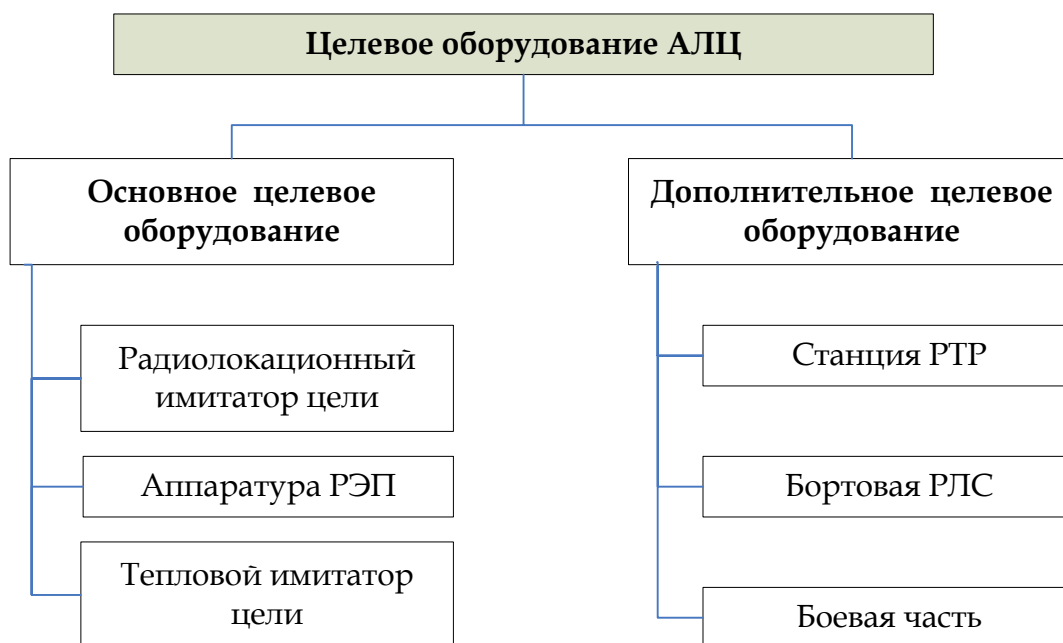 Целевое оборудование АЛЦ
Основное целевое
оборудование
Радиолокационный
имитатор цели
Аппаратура РЭП
Тепловой имитатор
цели
Дополнительное целевое
оборудование
Станция РТР
Бортовая РЛС
Боевая часть